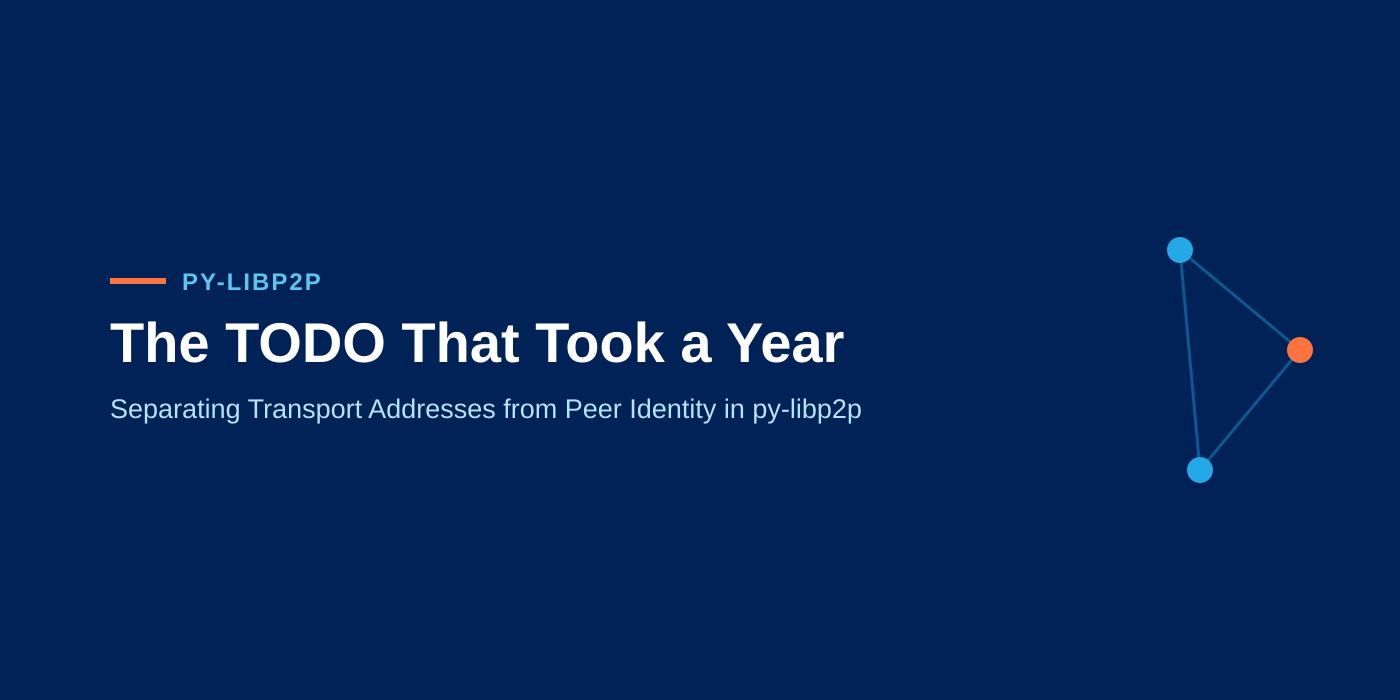 PY-LIBP2P
The TODO That Took a Year
Separating Transport Addresses from Peer Identity in py-libp2p